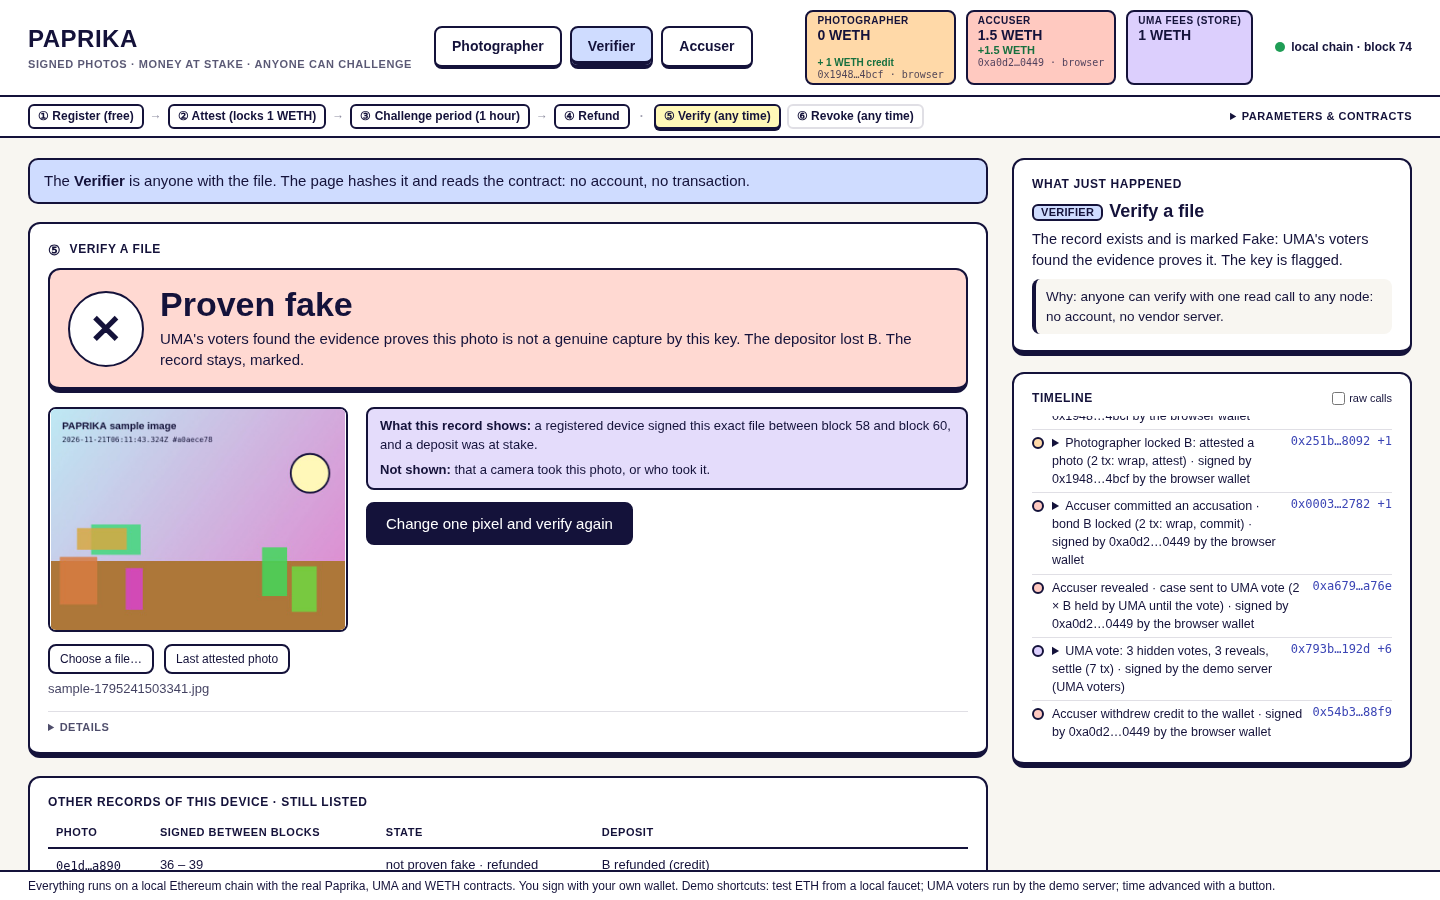 PAPRIKA
SIGNED PHOTOS · MONEY AT STAKE · ANYONE CAN CHALLENGE
Photographer
Verifier
Accuser
PHOTOGRAPHER
0 WETH
+ 1 WETH credit
0x1948…4bcf · browser
ACCUSER
1.5 WETH
+1.5 WETH
0xa0d2…0449 · browser
UMA FEES (STORE)
1 WETH
local chain · block 74
① Register (free) → ② Attest (locks 1 WETH) → ③ Challenge period (1 hour) → ④ Refund · ⑤ Verify (any time) ⑥ Revoke (any time)
▶ PARAMETERS & CONTRACTS
The Verifier is anyone with the file. The page hashes it and reads the contract: no account, no transaction.
⑤ VERIFY A FILE
✕
Proven fake
UMA's voters found the evidence proves this photo is not a genuine capture by this key. The depositor lost B. The
record stays, marked.
PAPRIKA sample image
2026-11-21T06:11:43.324Z #a0aece78
What this record shows: a registered device signed this exact file between block 58 and block 60,
and a deposit was at stake.
Not shown: that a camera took this photo, or who took it.
Change one pixel and verify again
Choose a file…
Last attested photo
sample-1795241503341.jpg
▶ DETAILS
OTHER RECORDS OF THIS DEVICE · STILL LISTED
PHOTO SIGNED BETWEEN BLOCKS STATE DEPOSIT
0e1d…a890 36 – 39 not proven fake · refunded B refunded (credit)
WHAT JUST HAPPENED
VERIFIER Verify a file
The record exists and is marked Fake: UMA's voters
found the evidence proves it. The key is flagged.
Why: anyone can verify with one read call to any node:
no account, no vendor server.
TIMELINE
raw calls
0x1948…4bcf by the browser wallet
▶ Photographer locked B: attested a 0x251b…8092 +1
photo (2 tx: wrap, attest) · signed by
0x1948…4bcf by the browser wallet
▶ Accuser committed an accusation · 0x0003…2782 +1
bond B locked (2 tx: wrap, commit) ·
signed by 0xa0d2…0449 by the browser
wallet
Accuser revealed · case sent to UMA vote (2 0xa679…a76e
× B held by UMA until the vote) · signed by
0xa0d2…0449 by the browser wallet
▶ UMA vote: 3 hidden votes, 3 reveals, 0x793b…192d +6
settle (7 tx) · signed by the demo server
(UMA voters)
Accuser withdrew credit to the wallet · signed 0x54b3…88f9
by 0xa0d2…0449 by the browser wallet
Everything runs on a local Ethereum chain with the real Paprika, UMA and WETH contracts. You sign with your own wallet. Demo shortcuts: test ETH from a local faucet; UMA voters run by the demo server; time advanced with a button.